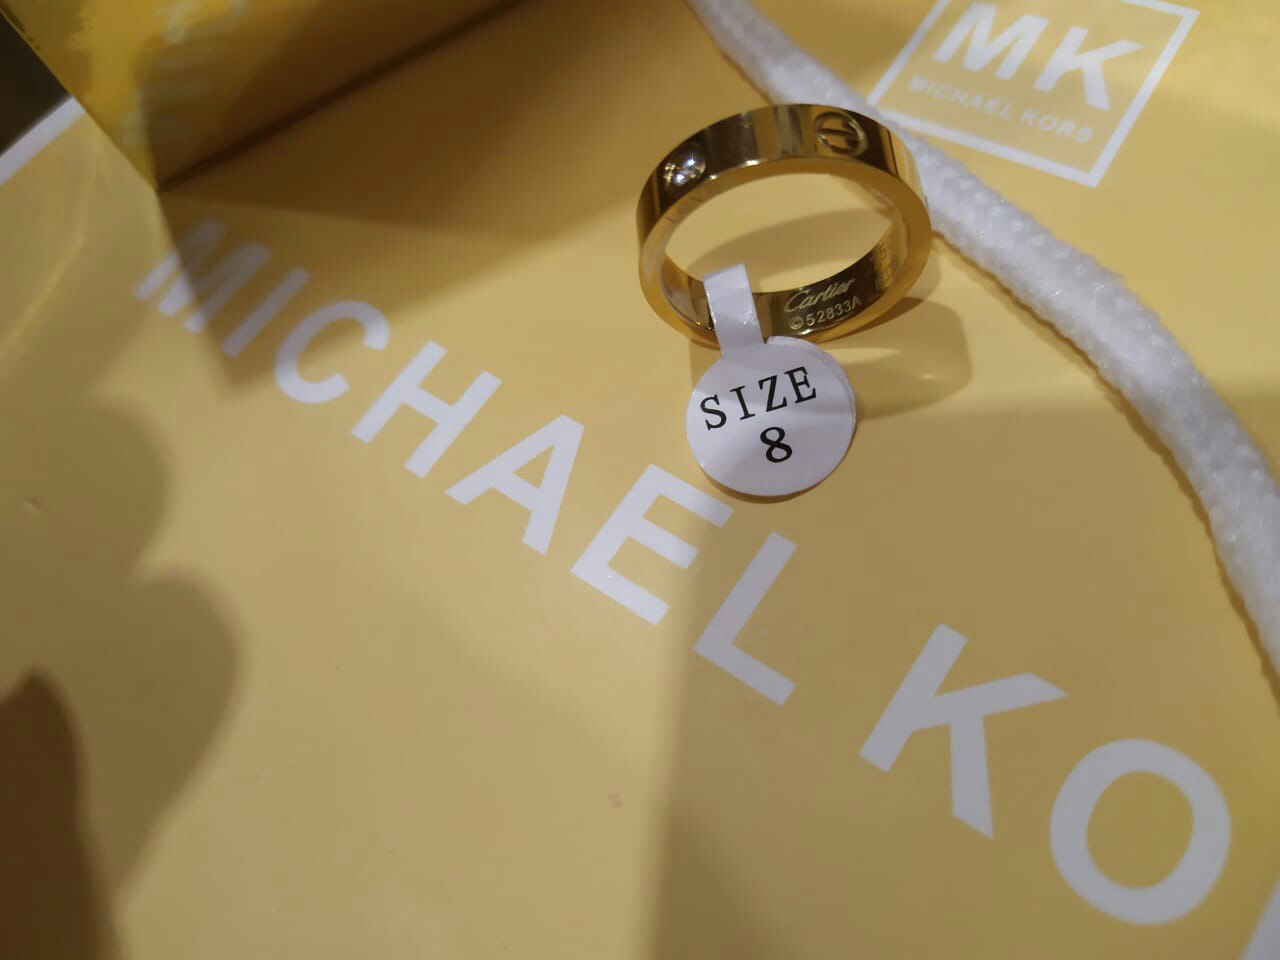 MK
MICHAEL KORS
Cartier
©52833A
SIZE
8
MICHAEL KO